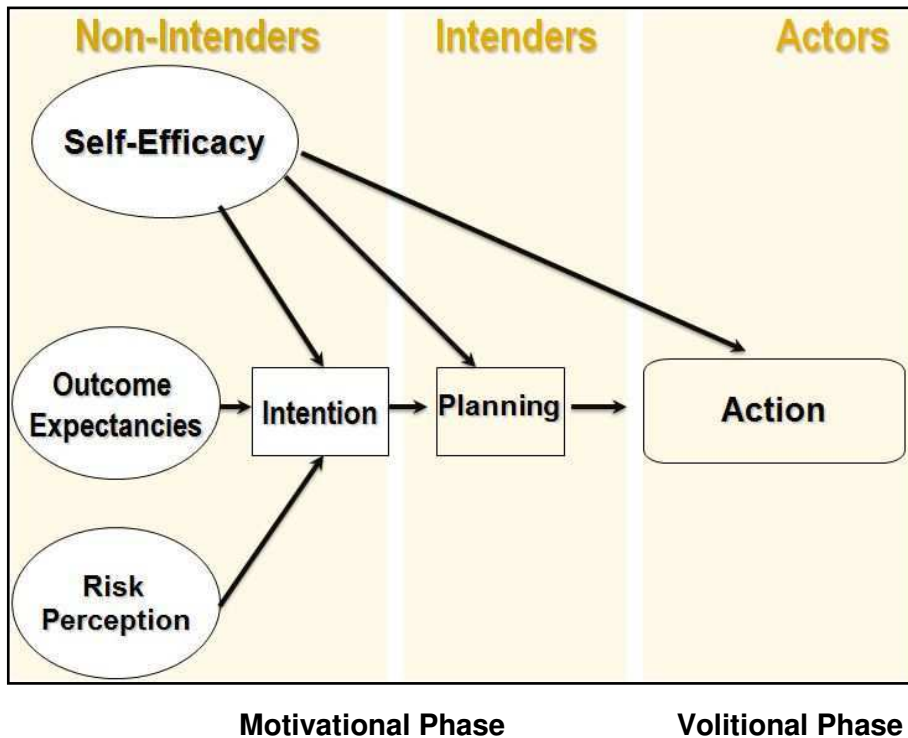 Non-Intenders Intenders Actors
Self-Efficacy
Outcome
Expectancies
Intention
Planning
Action
Risk
Perception
Motivational Phase Volitional Phase